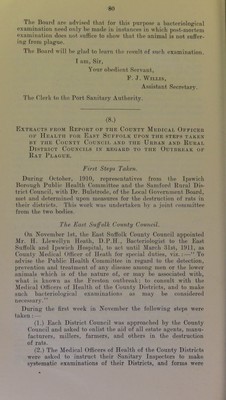 80
The Board are advised that for this purpose a bacteriological
examination need only be made in instances in which post-mortem
examination does not suffice to show that the animal is not suffer-
ing from plague.
The Board will be glad to learn the result of each examination.
I am, Sir,
Your obedient Servant,
F. J. WILLIS,
Assistant Secretary.
The Clerk to the Port Sanitary Authority.
(8.)
EXTRACTS FROM REPORT OF THE COUNTY MEDICAL OFFICER
OF HEALTH FOR EAST SUFFOLK UPON THE STEPS TAKEN
BY THE COUNTY COUNCIL AND THE URBAN AND RURAL
DISTRICT COUNCILS IN REGARD TO THE OUTBREAK OF
RAT PLAGUE.
First Steps Taken.
During October, 1910, representatives from the Ipswich
Borough Public Health Committee and the Samford Rural Dis-
trict Council, with Dr. Bulstrode, of the Local Government Board,
met and determined upon measures for the destruction of rats in
their districts. This work was undertaken by a joint committee
from the two bodies.
The East Suffolk County Council.
On November 1st, the East Suffolk County Council appointed
Mr. H. Llewellyn Heath, D.P.H., Bacteriologist to the East
Suffolk and Ipswich Hospital, to act until March 31st, 1911, as
County Medical Officer of Health for special duties, viz. :—"To
advise the Public Health Committee in regard to the detection,
prevention and treatment of any disease among men or the lower
animals which is of the nature of, or may be associated with,
what is known as the Freston outbreak; to consult with the
Medical Officers of Health of the County Districts, and to make
such bacteriological examinations as may be considered
necessary."
During the first week in November the following steps were
taken :—
(1.) Each District Council was approached by the County
Council and asked to enlist the aid of all estate agents, manu-
facturers, millers, farmers, and others in the destruction
of rats.
(2.) The Medical Officers of Health of the County Districts
were asked to instruct their Sanitary Inspectors to make
systematic examinations of their Districts, and forms were